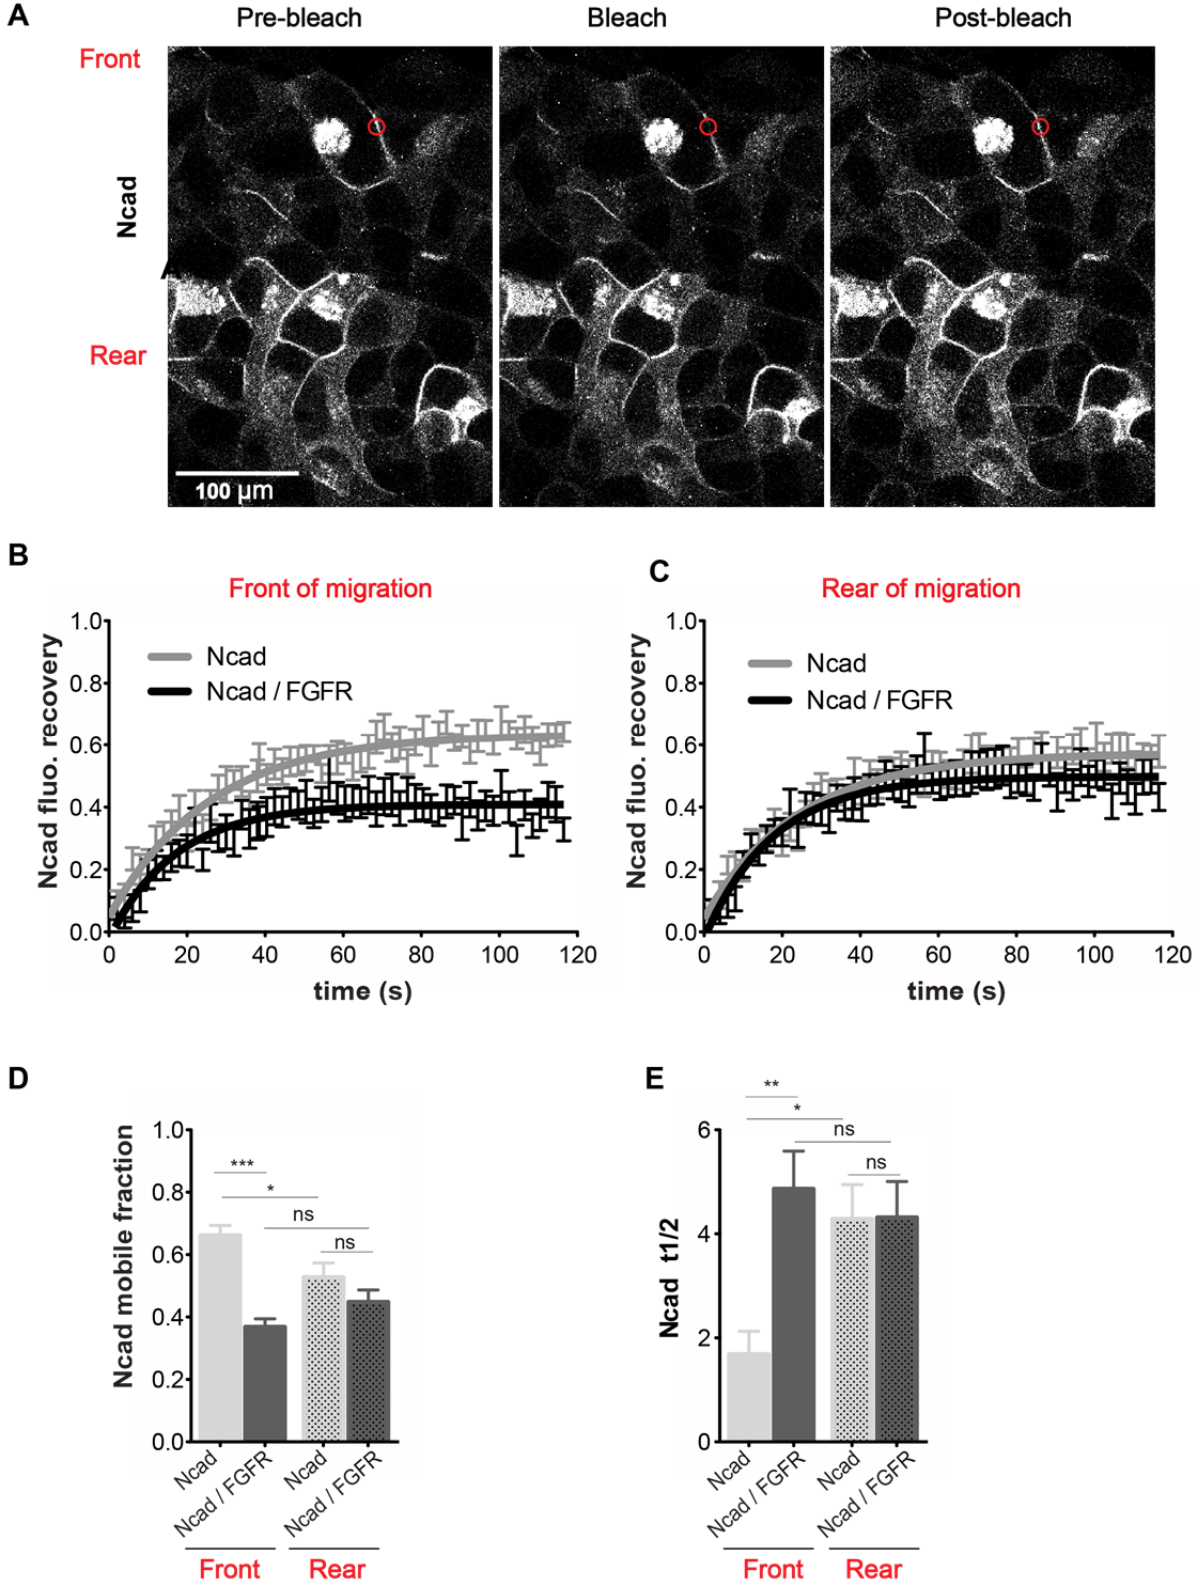 A
Pre-bleach Bleach Post-bleach
Front
Ncad
Rear
100 µm
B
Front of migration
Ncad fluo. recovery
1.0
0.8
0.6
0.4
0.2
0.0
Ncad
Ncad / FGFR
0 20 40 60 80 100 120
time (s)
C
Rear of migration
Ncad fluo. recovery
1.0
0.8
0.6
0.4
0.2
0.0
Ncad
Ncad / FGFR
0 20 40 60 80 100 120
time (s)
D
Ncad mobile fraction
1.0
0.8
0.6
0.4
0.2
0.0
***
*
ns
ns
Ncad
Ncad / FGFR
Ncad
Ncad / FGFR
Front Rear
E
Ncad t1/2
6
4
2
0
**
*
ns
ns
Ncad
Ncad / FGFR
Ncad
Ncad / FGFR
Front Rear